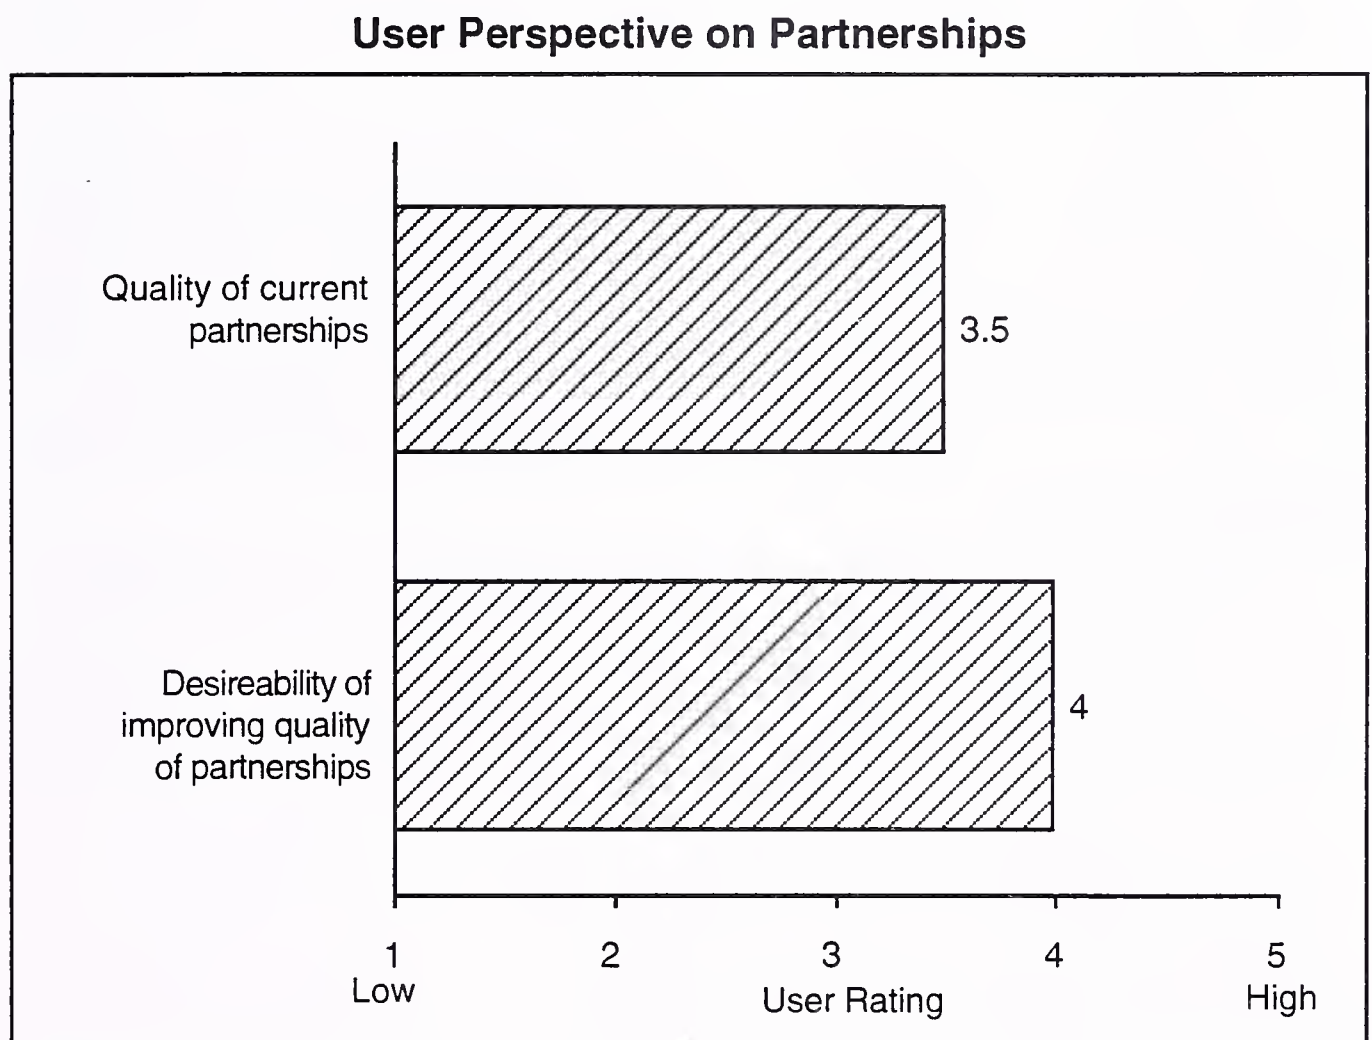 User Perspective on Partnerships
Quality of current
partnerships
3.5
Desireability of
improving quality
of partnerships
4
1 2 3 4 5
Low User Rating High